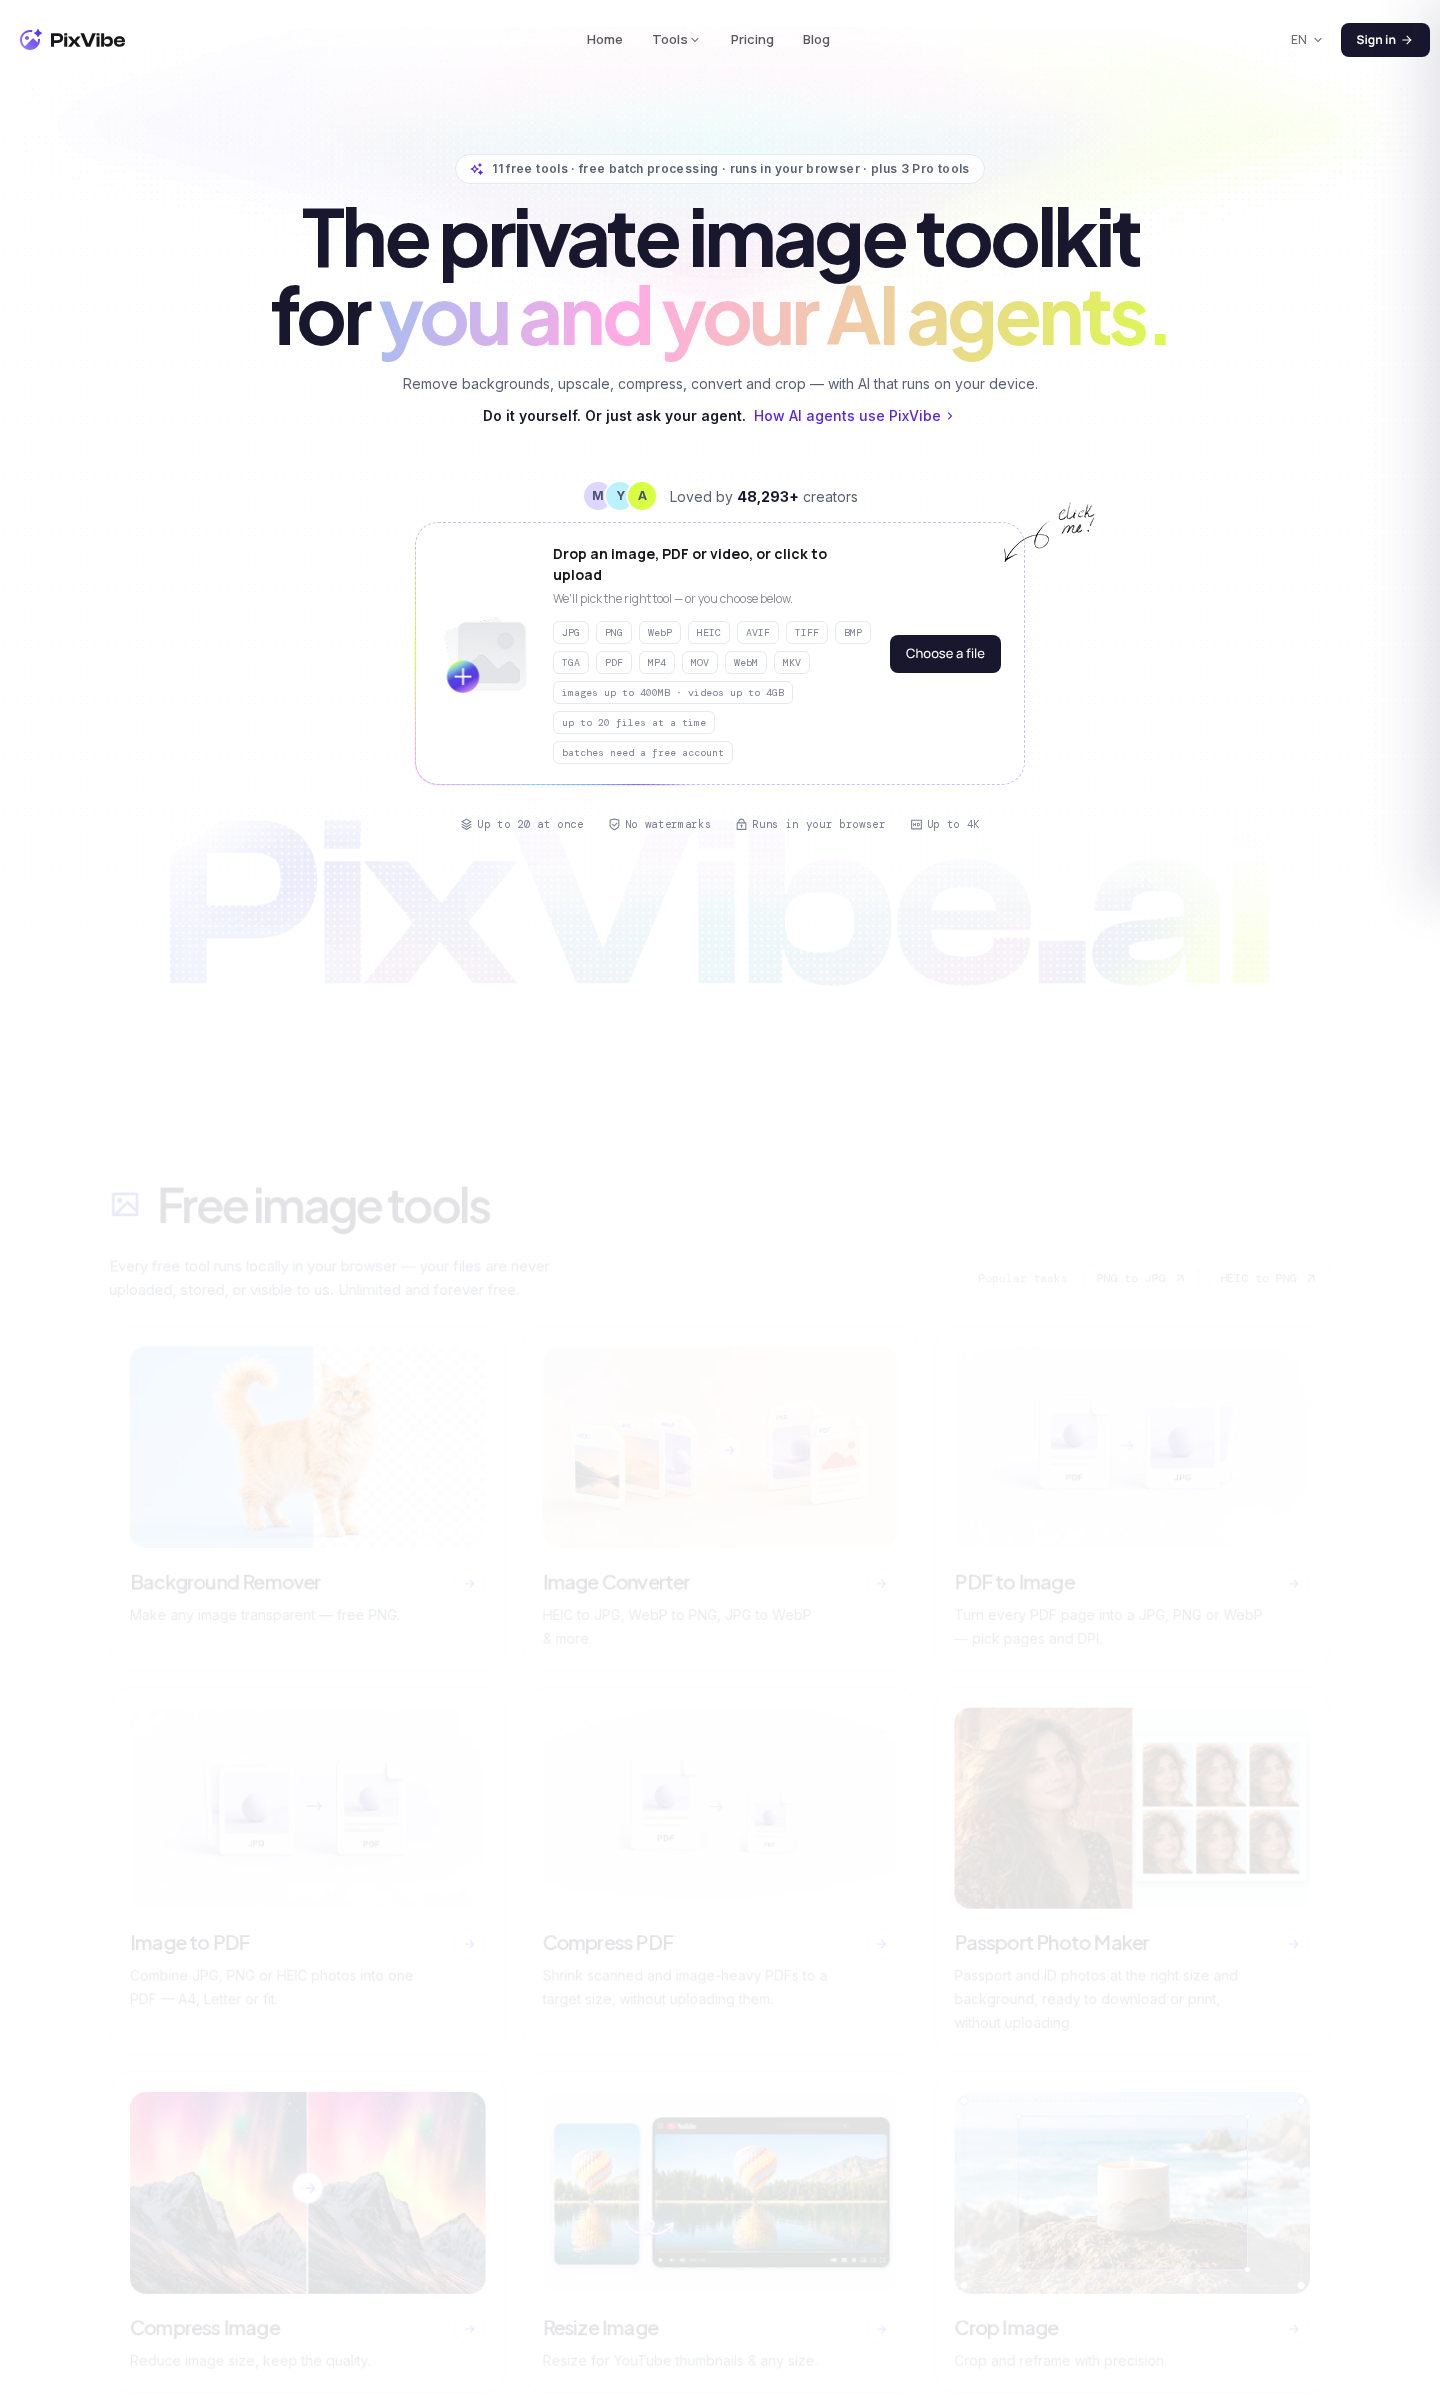 PixVibe
Home
Tools
Pricing
Blog
EN
Sign in
11 free tools · free batch processing · runs in your browser · plus 3 Pro tools
The private image toolkit
for you and your AI agents.
Remove backgrounds, upscale, compress, convert and crop — with AI that runs on your device.
Do it yourself. Or just ask your agent. How AI agents use PixVibe
M Y A
Loved by 48,293+ creators
click
me!
Drop an image, PDF or video, or click to
upload
We'll pick the right tool — or you choose below.
JPG PNG WebP HEIC AVIF TIFF BMP
TGA PDF MP4 MOV WebM MKV
images up to 400MB · videos up to 4GB
up to 20 files at a time
batches need a free account
Choose a file
Up to 20 at once
No watermarks
Runs in your browser
Up to 4K
PixVibe.ai
Free image tools
Every free tool runs locally in your browser — your files are never
uploaded, stored, or visible to us. Unlimited and forever free.
Popular tasks
PNG to JPG
HEIC to PNG
PDF
JPG
Background Remover
Make any image transparent — free PNG.
Image Converter
HEIC to JPG, WebP to PNG, JPG to WebP
& more.
PDF to Image
Turn every PDF page into a JPG, PNG or WebP
— pick pages and DPI.
JPG
PDF
PDF
PDF
Image to PDF
Combine JPG, PNG or HEIC photos into one
PDF — A4, Letter or fit.
Compress PDF
Shrink scanned and image-heavy PDFs to a
target size, without uploading them.
Passport Photo Maker
Passport and ID photos at the right size and
background, ready to download or print,
without uploading.
YouTube
Compress Image
Reduce image size, keep the quality.
Resize Image
Resize for YouTube thumbnails & any size.
Crop Image
Crop and reframe with precision.